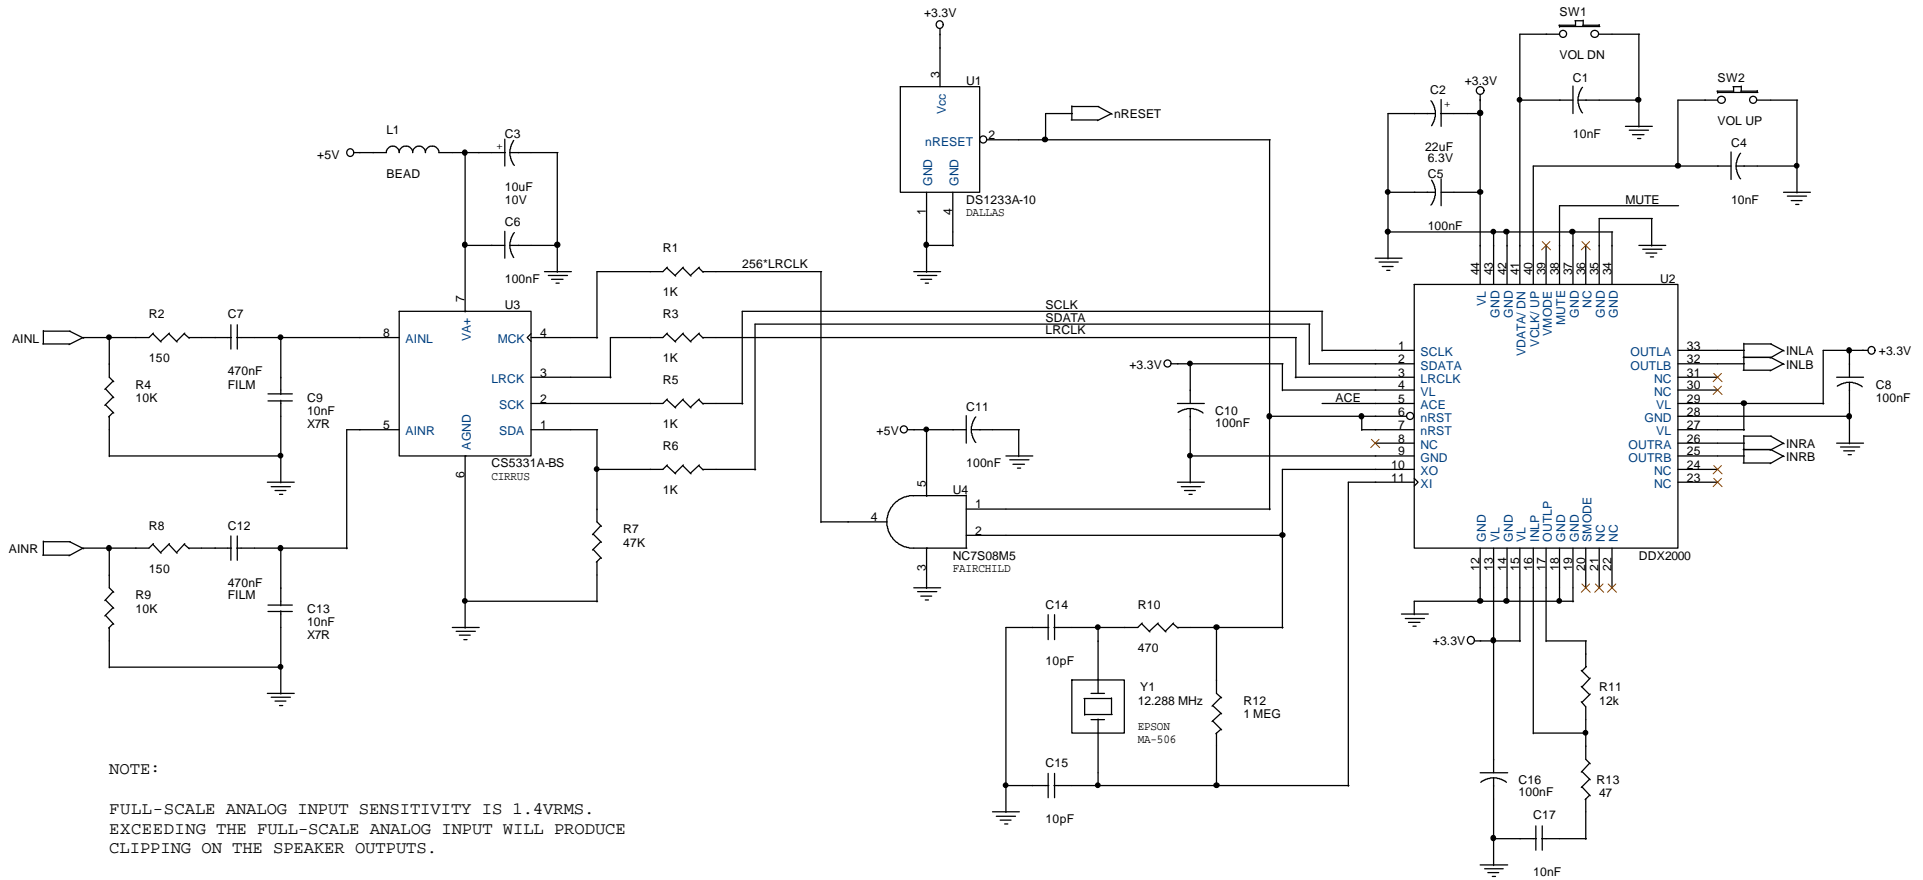 +3.3V
3
U1
Vcc
nRESET
2
nRESET
GND
GND
1
4
DS1233A-10
DALLAS
SW1
VOL DN
C1
10nF
SW2
VOL UP
C4
10nF
+3.3V
C2
+
22uF
6.3V
C5
100nF
MUTE
L1
+5V
BEAD
C3
+
10uF
10V
C6
100nF
7
U3
VA+
AINL
8
AINL
MCK
4
LRCK
3
SCK
2
SDA
1
5
AINR
AGND
6
CS5331A-BS
CIRRUS
AINL
R2
150
C7
470nF
FILM
R4
10K
C9
10nF
X7R
AINR
R8
150
C12
470nF
FILM
R9
10K
C13
10nF
X7R
R1
1K
256*LRCLK
R3
1K
R5
1K
R6
1K
R7
47K
SCLK
SDATA
LRCLK
+3.3V
C10
100nF
ACE
+5V
C11
100nF
5
U4
4
1
2
3
NC7S08M5
FAIRCHILD
C14
10pF
R10
470
Y1
12.288 MHz
EPSON
MA-506
R12
1 MEG
C15
10pF
U2
44
43
42
41
40
39
38
37
36
35
34
VL
GND
GND
VDATA/ DN
VCLK/ UP
VMODE
MUTE
GND
NC
GND
GND
1
SCLK
2
SDATA
3
LRCLK
4
VL
5
ACE
6
nRST
7
nRST
8
NC
9
GND
10
XO
11
XI
OUTLA
33
INLA
OUTLB
32
INLB
NC
31
NC
30
VL
29
GND
28
VL
27
OUTRA
26
INRA
OUTRB
25
INRB
NC
24
NC
23
+3.3V
C8
100nF
GND
VL
GND
VL
INLP
OUTLP
GND
GND
SMODE
NC
NC
12
13
14
15
16
17
18
19
20
21
22
DDX2000
+3.3V
R11
12k
R13
47
C16
100nF
C17
10nF
NOTE:
FULL-SCALE ANALOG INPUT SENSITIVITY IS 1.4VRMS.
EXCEEDING THE FULL-SCALE ANALOG INPUT WILL PRODUCE
CLIPPING ON THE SPEAKER OUTPUTS.